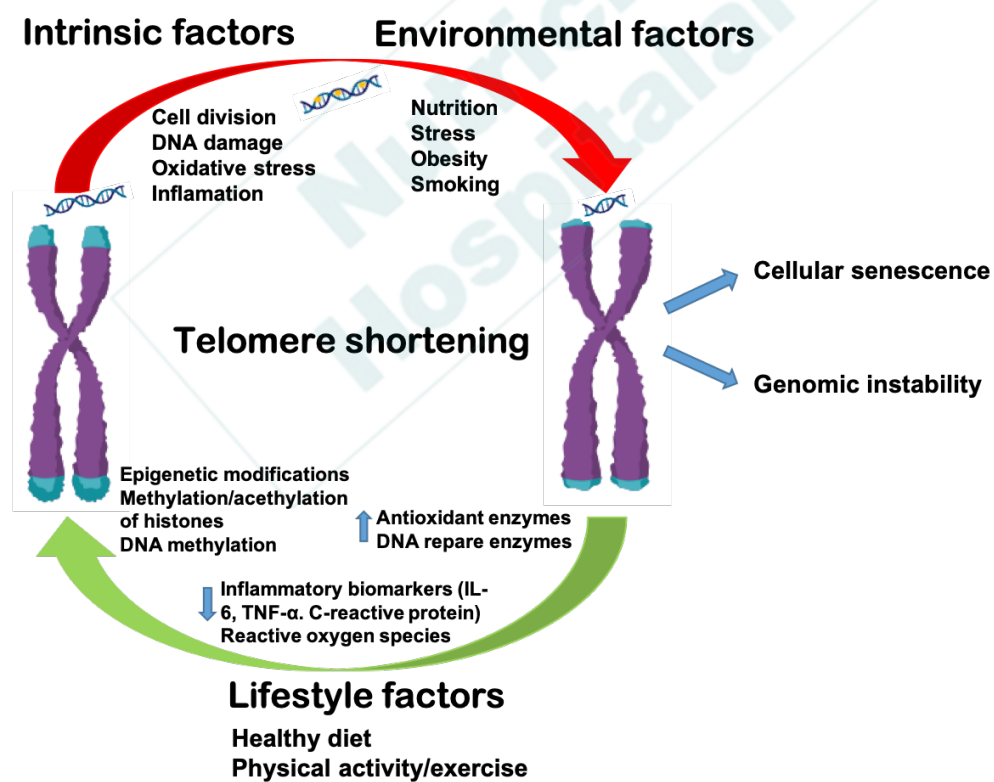 Intrinsic factors
Environmental factors
Cell division
DNA damage
Oxidative stress
Inflamation
Nutrition
Stress
Obesity
Smoking
Cellular senescence
Telomere shortening
Genomic instability
Epigenetic modifications
Methylation/acethylation
of histones
DNA methylation
Antioxidant enzymes
DNA repare enzymes
Inflammatory biomarkers (IL-
6, TNF-α. C-reactive protein)
Reactive oxygen species
Lifestyle factors
Healthy diet
Physical activity/exercise
Hospitalar